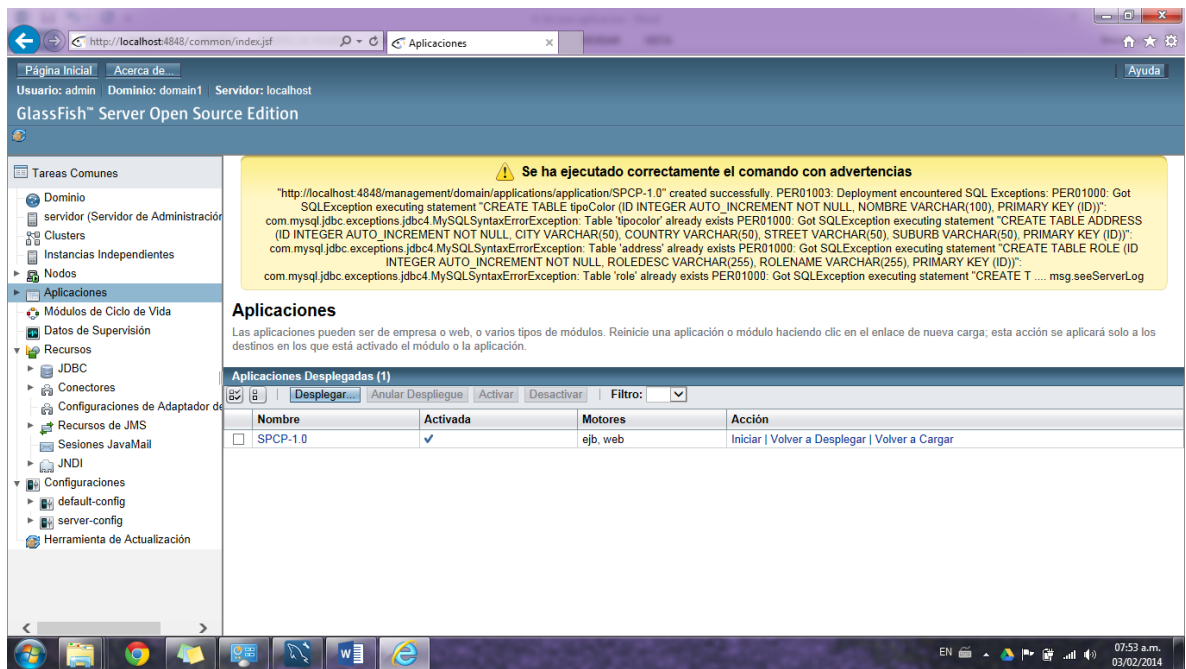 http://localhost:4848/common/index.jsf
Aplicaciones
Página Inicial Acerca de... Ayuda
Usuario: admin Dominio: domain1 Servidor: localhost
GlassFish™ Server Open Source Edition
Tareas Comunes
Dominio
servidor (Servidor de Administración
Clusters
Instancias Independientes
Nodos
Aplicaciones
Módulos de Ciclo de Vida
Datos de Supervisión
Recursos
JDBC
Conectores
Configuraciones de Adaptador de
Recursos de JMS
Sesiones JavaMail
JNDI
Configuraciones
default-config
server-config
Herramienta de Actualización
Se ha ejecutado correctamente el comando con advertencias
"http://localhost:4848/management/domain/applications/application/SPCP-1.0" created successfully. PER01003: Deployment encountered SQL Exceptions: PER01000: Got
SQLException executing statement "CREATE TABLE tipoColor (ID INTEGER AUTO_INCREMENT NOT NULL, NOMBRE VARCHAR(100), PRIMARY KEY (ID))":
com.mysql.jdbc.exceptions.jdbc4.MySQLSyntaxErrorException: Table 'tipocolor' already exists PER01000: Got SQLException executing statement "CREATE TABLE ADDRESS
(ID INTEGER AUTO_INCREMENT NOT NULL, CITY VARCHAR(50), COUNTRY VARCHAR(50), STREET VARCHAR(50), SUBURB VARCHAR(50), PRIMARY KEY (ID))":
com.mysql.jdbc.exceptions.jdbc4.MySQLSyntaxErrorException: Table 'address' already exists PER01000: Got SQLException executing statement "CREATE TABLE ROLE (ID
INTEGER AUTO_INCREMENT NOT NULL, ROLEDESC VARCHAR(255), ROLENAME VARCHAR(255), PRIMARY KEY (ID))":
com.mysql.jdbc.exceptions.jdbc4.MySQLSyntaxErrorException: Table 'role' already exists PER01000: Got SQLException executing statement "CREATE T .... msg.seeServerLog
Aplicaciones
Las aplicaciones pueden ser de empresa o web, o varios tipos de módulos. Reinicie una aplicación o módulo haciendo clic en el enlace de nueva carga; esta acción se aplicará solo a los
destinos en los que está activado el módulo o la aplicación.
Aplicaciones Desplegadas (1)
Desplegar... Anular Despliegue Activar Desactivar Filtro:
Nombre Activada Motores Acción
SPCP-1.0 ejb, web Iniciar | Volver a Desplegar | Volver a Cargar
EN 07:53 a.m.
03/02/2014